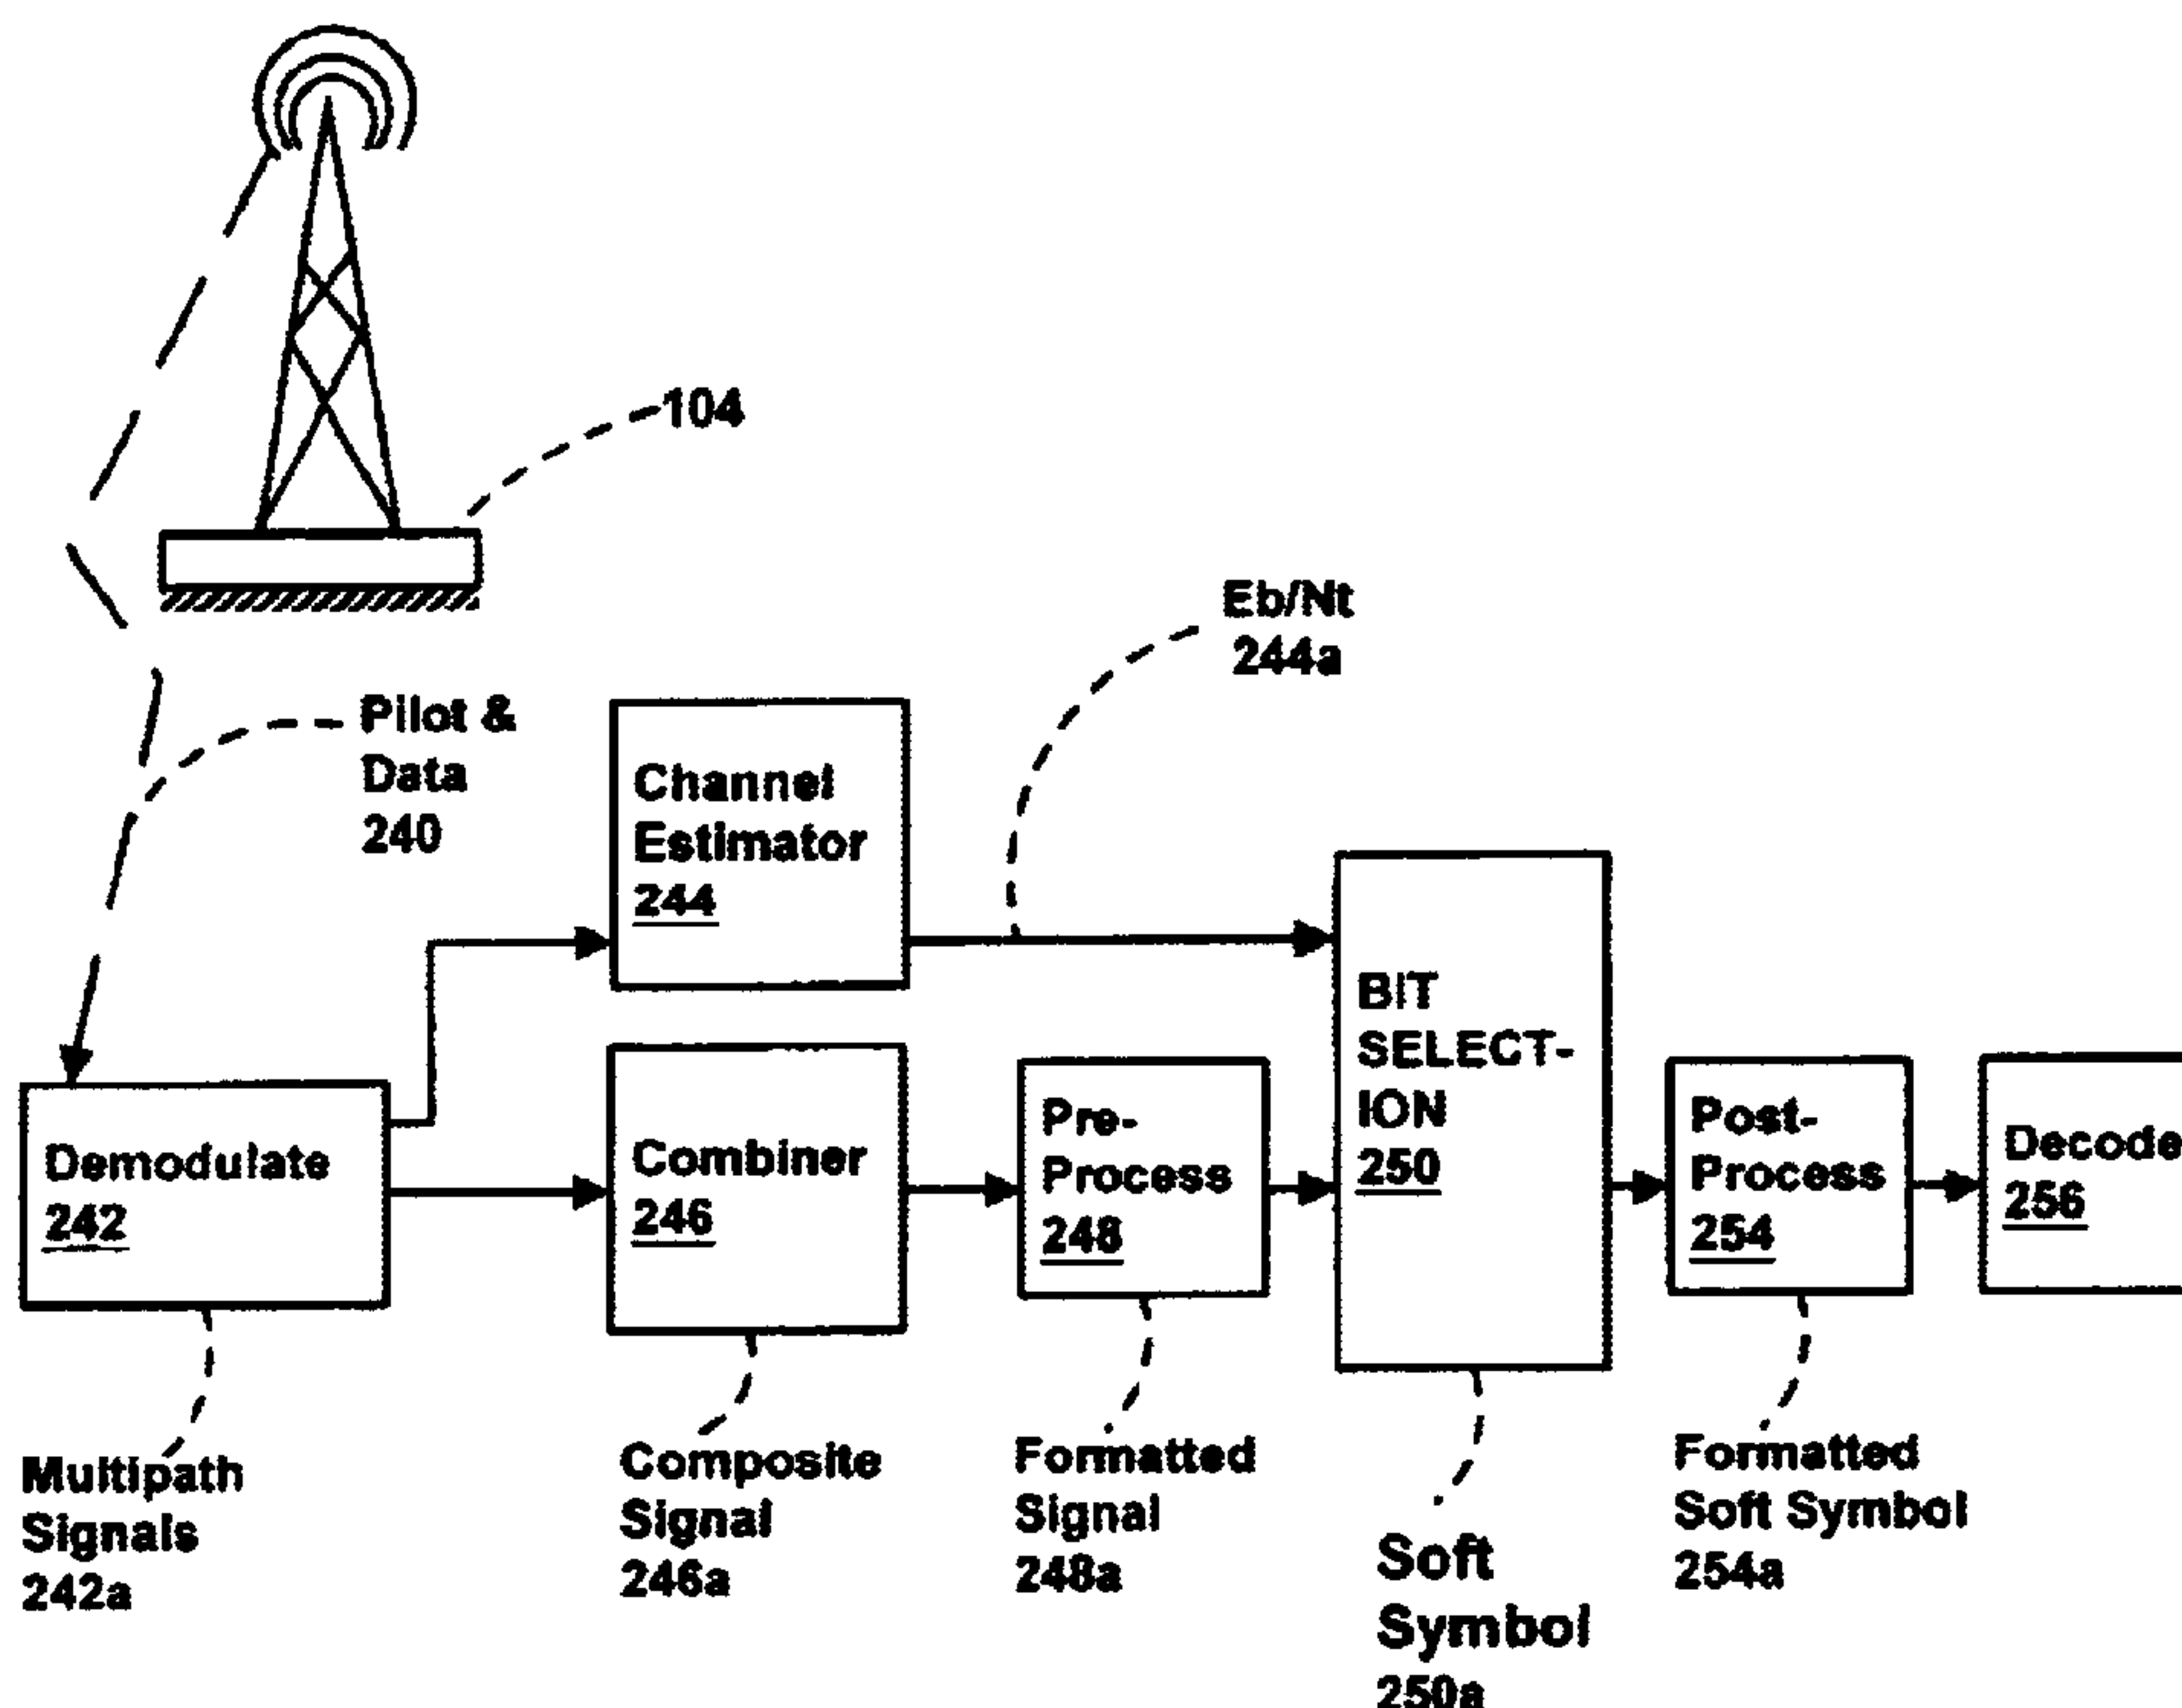 104
Eb/Nt
244a
Pilot &
Data
240
Channel
Estimator
244
BIT
SELECT-
ION
250
Demodulate
242
Combiner
246
Pre-
Process
248
Post-
Process
254
Decode
256
Multipath
Signals
242a
Composite
Signal
246a
Formatted
Signal
248a
Soft
Symbol
250a
Formatted
Soft Symbol
254a